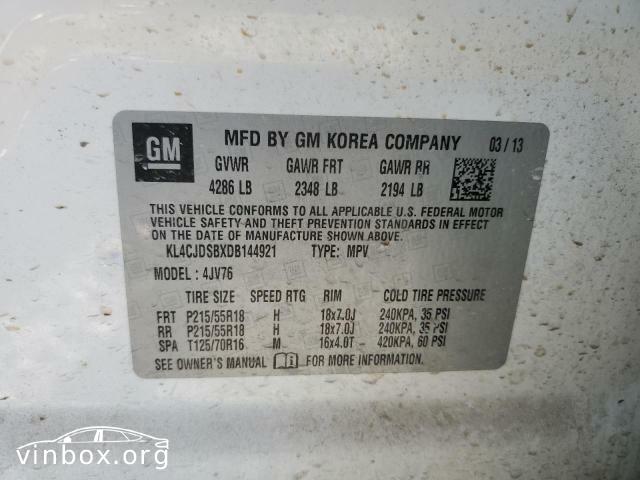 GM
MFD BY GM KOREA COMPANY 03/13
GVWR GAWR FRT GAWR RR
4286 LB 2348 LB 2194 LB
THIS VEHICLE CONFORMS TO ALL APPLICABLE U.S. FEDERAL MOTOR
VEHICLE SAFETY AND THEFT PREVENTION STANDARDS IN EFFECT
ON THE DATE OF MANUFACTURE SHOWN ABOVE.
KL4CJDSBXDB144921 TYPE: MPV
MODEL: 4JV76
TIRE SIZE SPEED RTG RIM COLD TIRE PRESSURE
FRT P215/55R18 H 18x7.0J 240KPA, 35 PSI
RR P215/55R18 H 18x7.0J 240KPA, 35 PSI
SPA T125/70R16 M 16x4.0T 420KPA, 60 PSI
SEE OWNER'S MANUAL FOR MORE INFORMATION.
vinbox.org